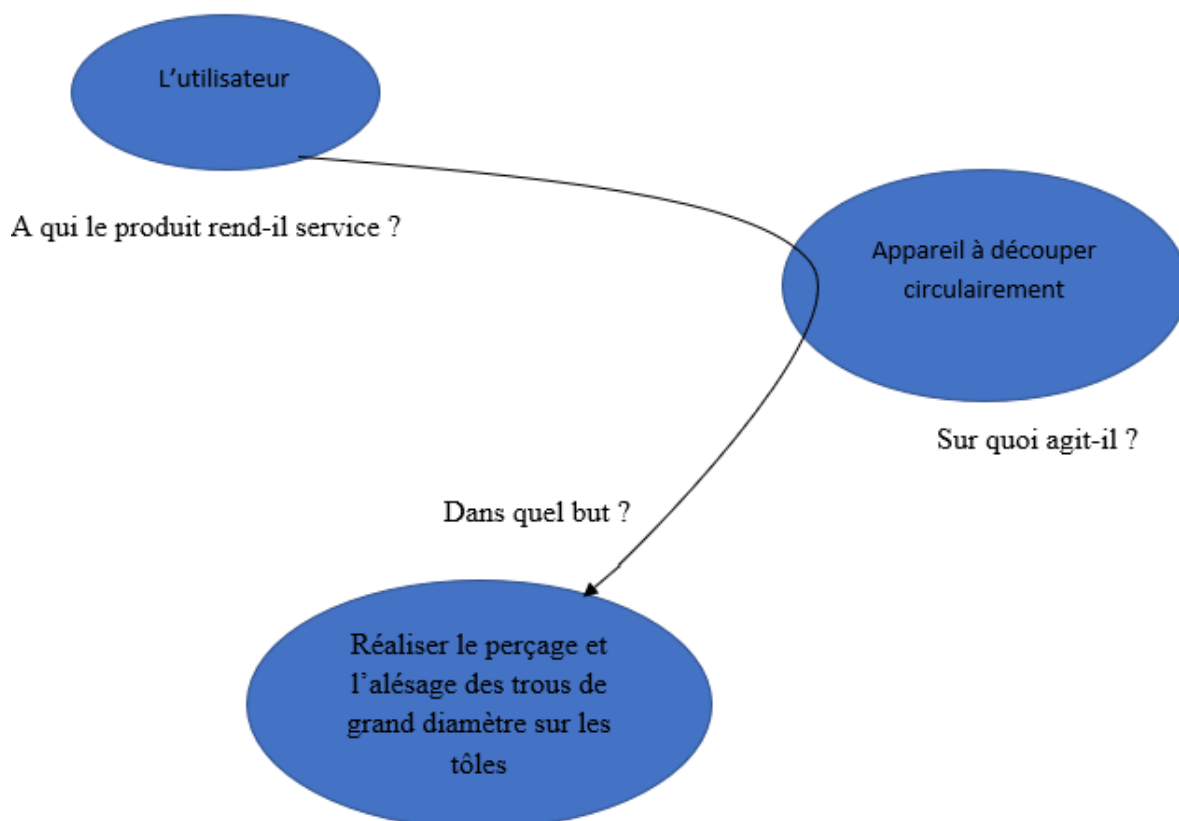 L'utilisateur
A qui le produit rend-il service ?
Appareil à découper
circulairement
Sur quoi agit-il ?
Dans quel but ?
Réaliser le perçage et
l'alésage des trous de
grand diamètre sur les
tôles